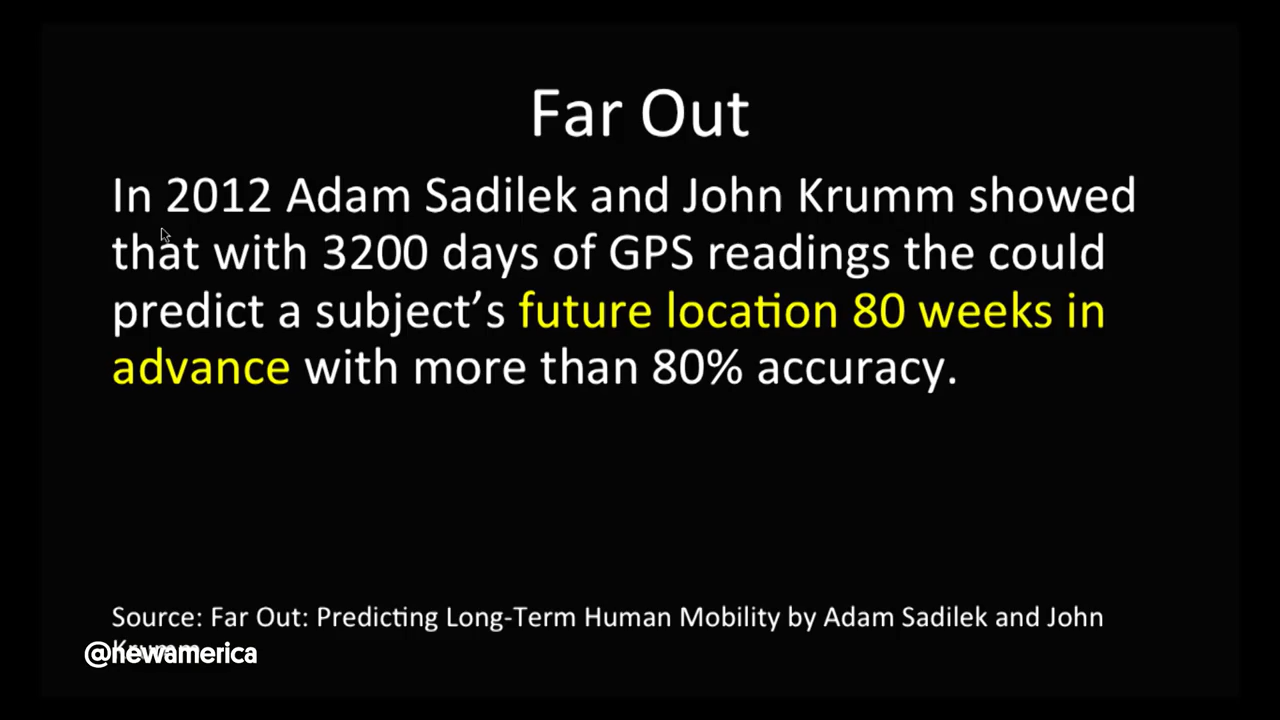 Far Out
In 2012 Adam Sadilek and John Krumm showed
that with 3200 days of GPS readings the could
predict a subject’s future location 80 weeks in
advance with more than 80% accuracy.
Source: Far Out: Predicting Long-Term Human Mobility by Adam Sadilek and John
Krumm
@newamerica